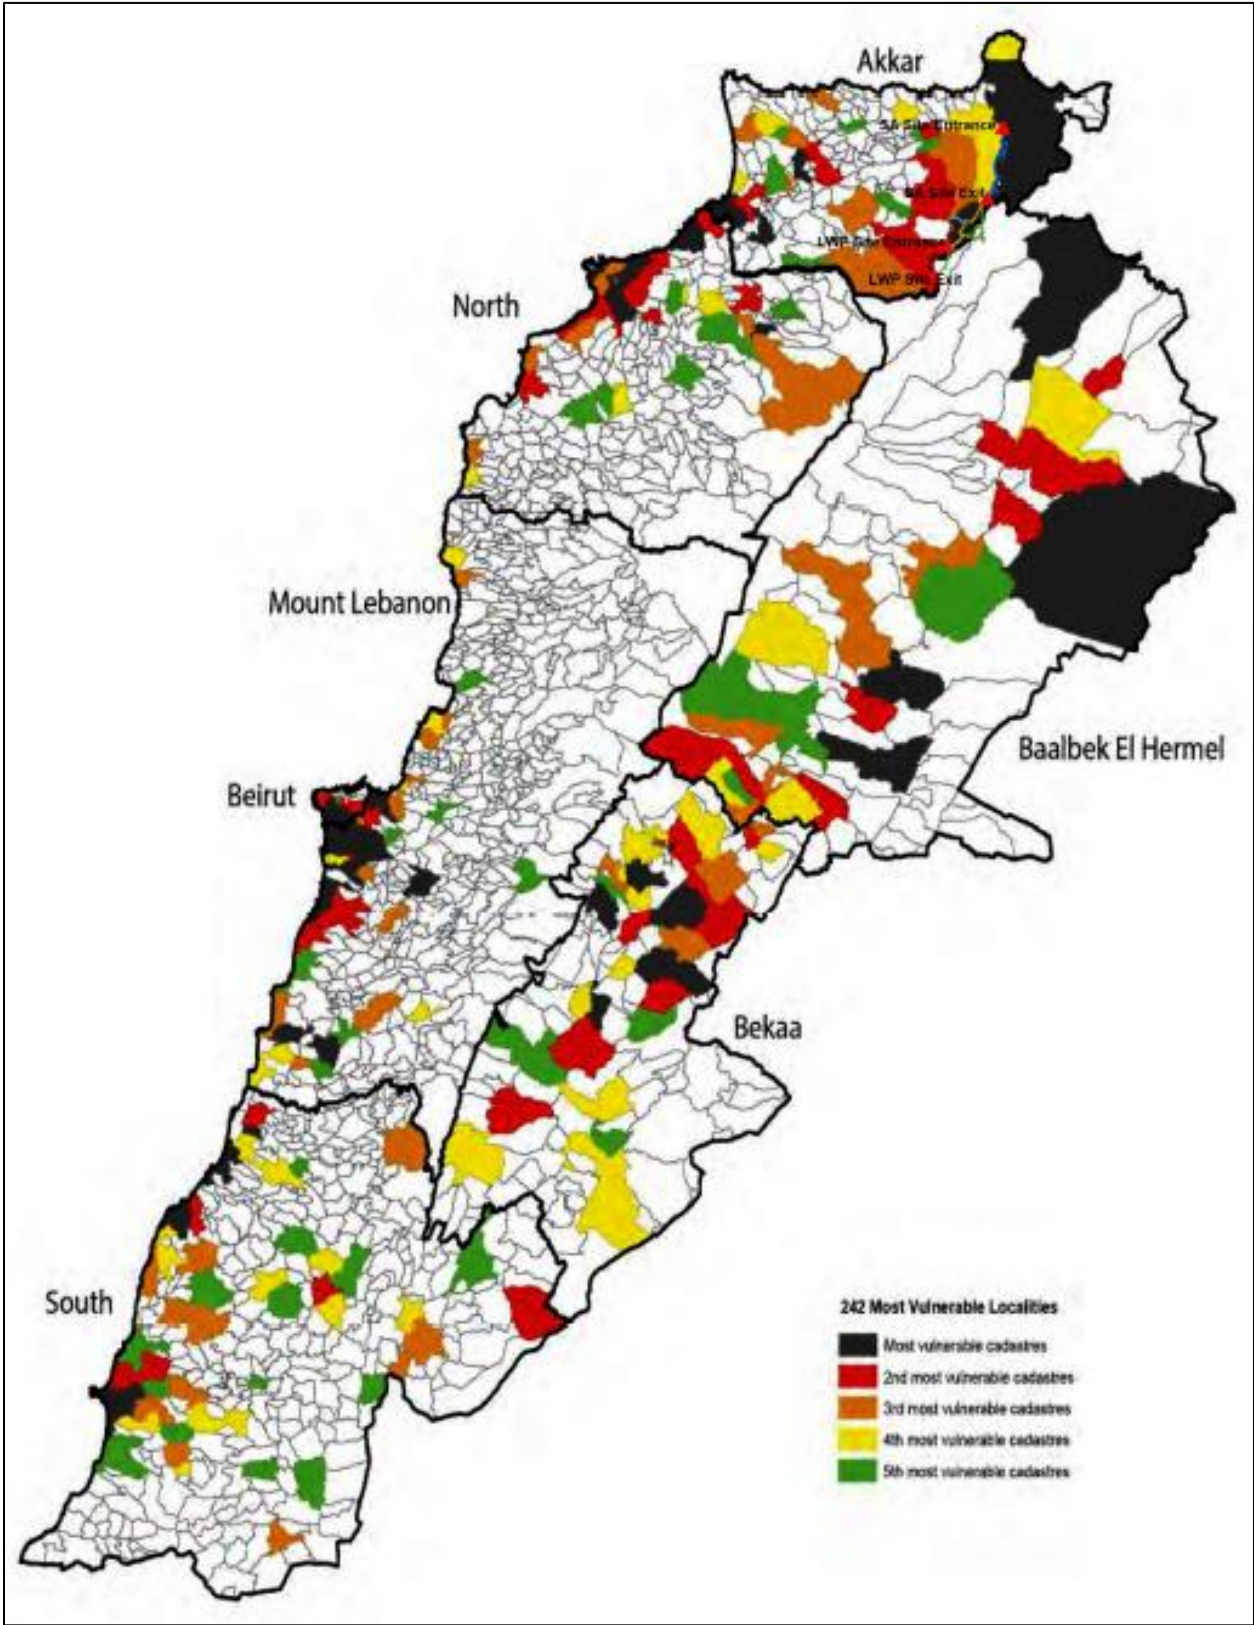 Akkar
SA Site Entrance
SA Site Exit
LWP Site Entrance
LWP Site Exit
North
Mount Lebanon
Baalbek El Hermel
Beirut
Bekaa
South
242 Most Vulnerable Localities
Most vulnerable cadastres
2nd most vulnerable cadastres
3rd most vulnerable cadastres
4th most vulnerable cadastres
5th most vulnerable cadastres